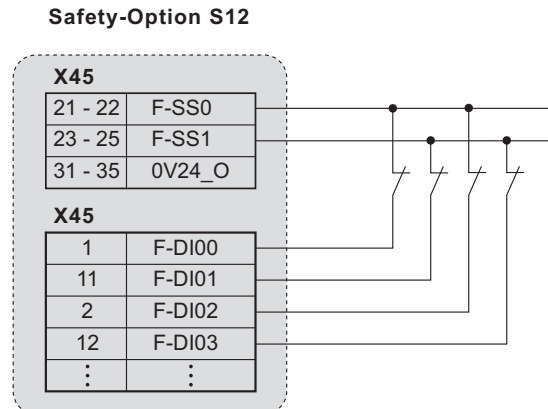 Safety-Option S12
X45
21 - 22 F-SS0
23 - 25 F-SS1
31 - 35 0V24_O
X45
1 F-DI00
11 F-DI01
2 F-DI02
12 F-DI03
⋮ ⋮